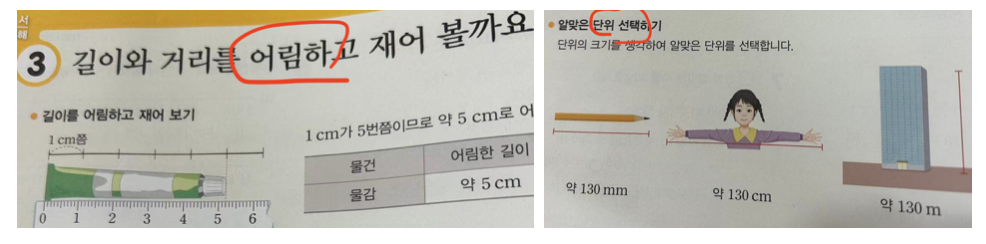 서
해
3 길이와 거리를 어림하고 재어 볼까요
● 길이를 어림하고 재어 보기
1 cm쯤
0 1 2 3 4 5 6
1 cm가 5번쯤이므로 약 5 cm로 어
물건 어림한 길이
물감 약 5 cm
● 알맞은 단위 선택하기
단위의 크기를 생각하여 알맞은 단위를 선택합니다.
약 130 mm
약 130 cm
약 130 m